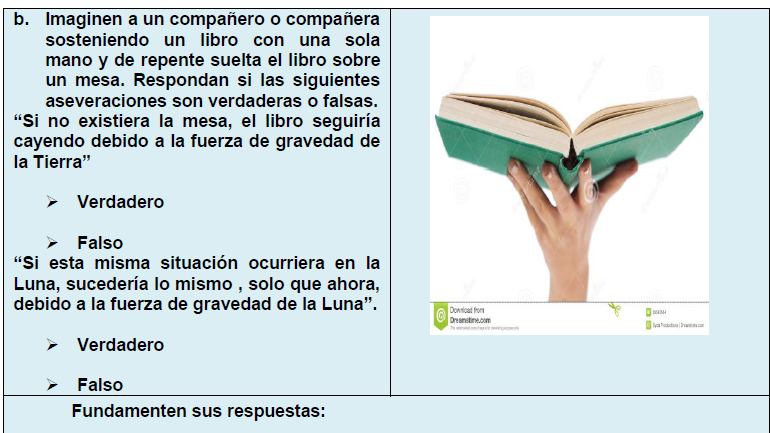 b. Imaginen a un compañero o compañera
sosteniendo un libro con una sola
mano y de repente suelta el libro sobre
un mesa. Respondan si las siguientes
aseveraciones son verdaderas o falsas.
“Si no existiera la mesa, el libro seguiría
cayendo debido a la fuerza de gravedad de
la Tierra”
➢ Verdadero
➢ Falso
“Si esta misma situación ocurriera en la
Luna, sucedería lo mismo , solo que ahora,
debido a la fuerza de gravedad de la Luna”.
➢ Verdadero
➢ Falso
Download from
Dreamstime.com
Fundamenten sus respuestas: